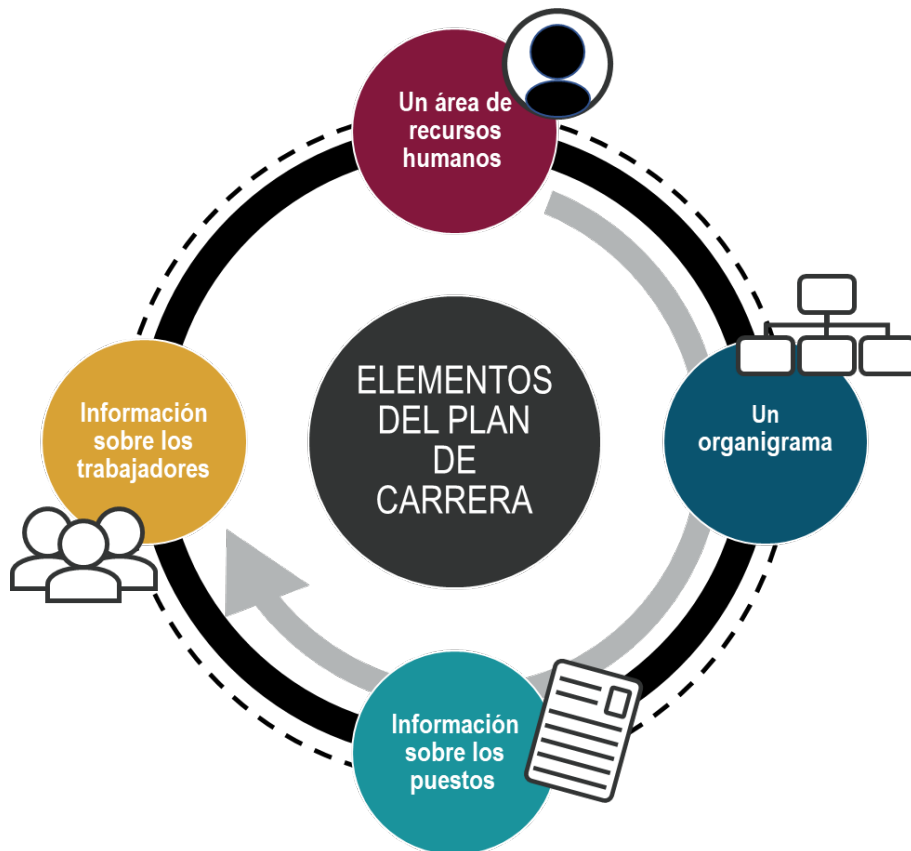 Un área de
recursos
humanos
ELEMENTOS
DEL PLAN
DE
CARRERA
Un
organigrama
Información
sobre los
puestos
Información
sobre los
trabajadores